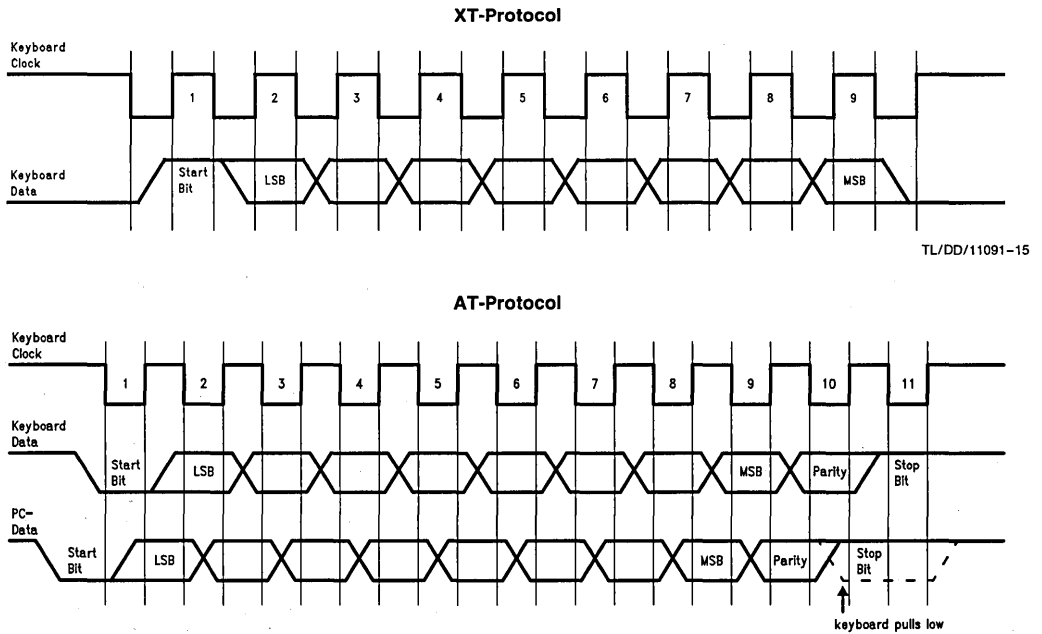 XT-Protocol
Keyboard
Clock
1 2 3 4 5 6 7 8 9
Keyboard
Data
Start
Bit
LSB
MSB
TL/DD/11091-15
AT-Protocol
Keyboard
Clock
1 2 3 4 5 6 7 8 9 10 11
Keyboard
Data
Start
Bit
LSB
MSB
Parity
Stop
Bit
PC-
Data
Start
Bit
LSB
MSB
Parity
Stop
Bit
keyboard pulls low